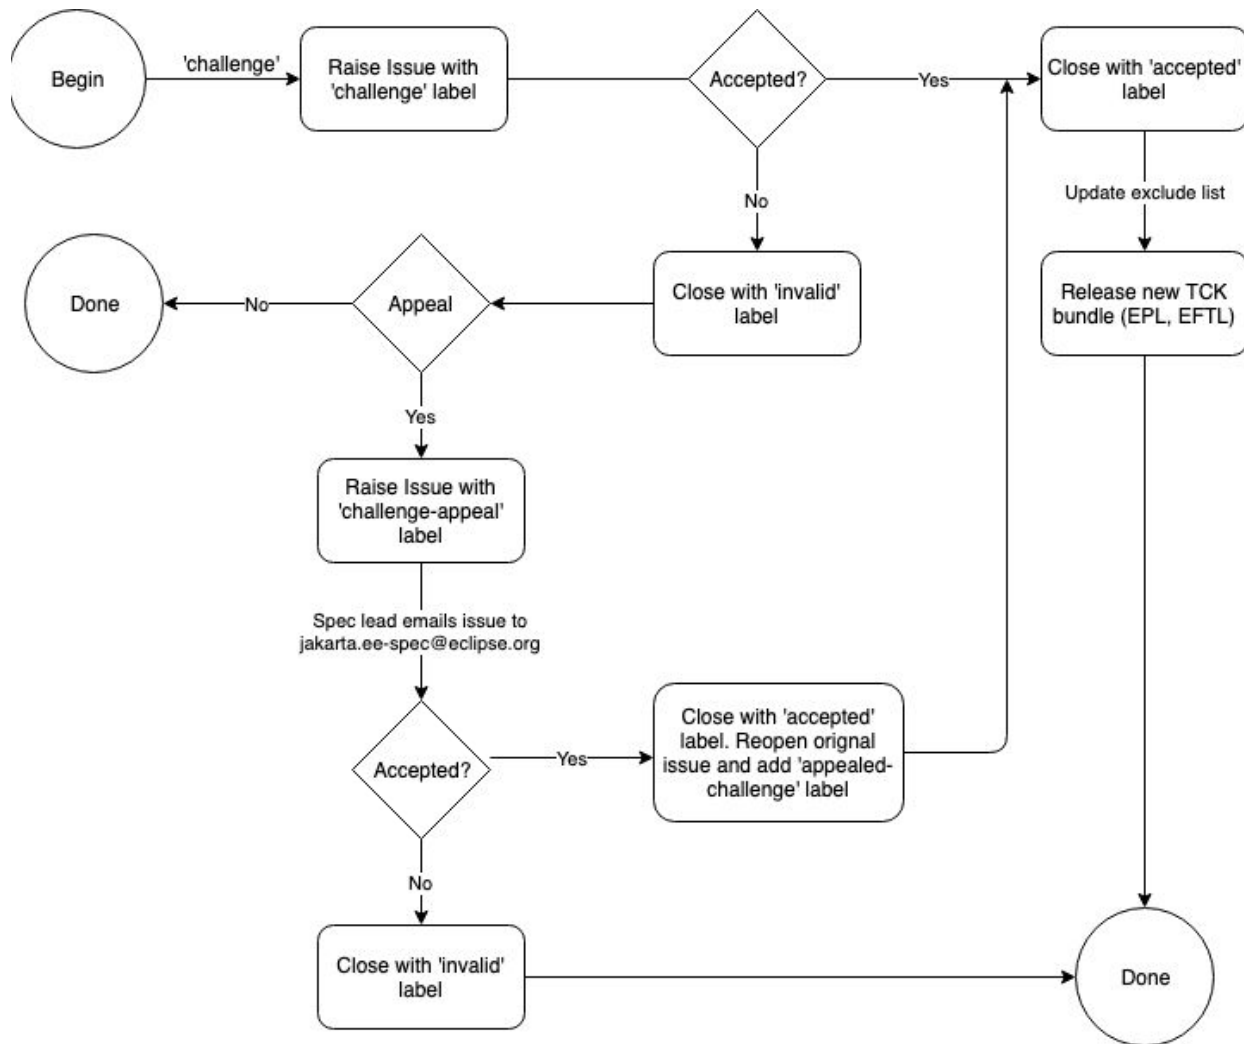 Begin
'challenge'
Raise Issue with
'challenge' label
Accepted?
Yes
Close with 'accepted'
label
No
Update exclude list
Done
No
Appeal
Close with 'invalid'
label
Release new TCK
bundle (EPL, EFTL)
Yes
Raise Issue with
'challenge-appeal'
label
Spec lead emails issue to
jakarta.ee-spec@eclipse.org
Accepted?
Yes
Close with 'accepted'
label. Reopen orignal
issue and add 'appealed-
challenge' label
No
Close with 'invalid'
label
Done